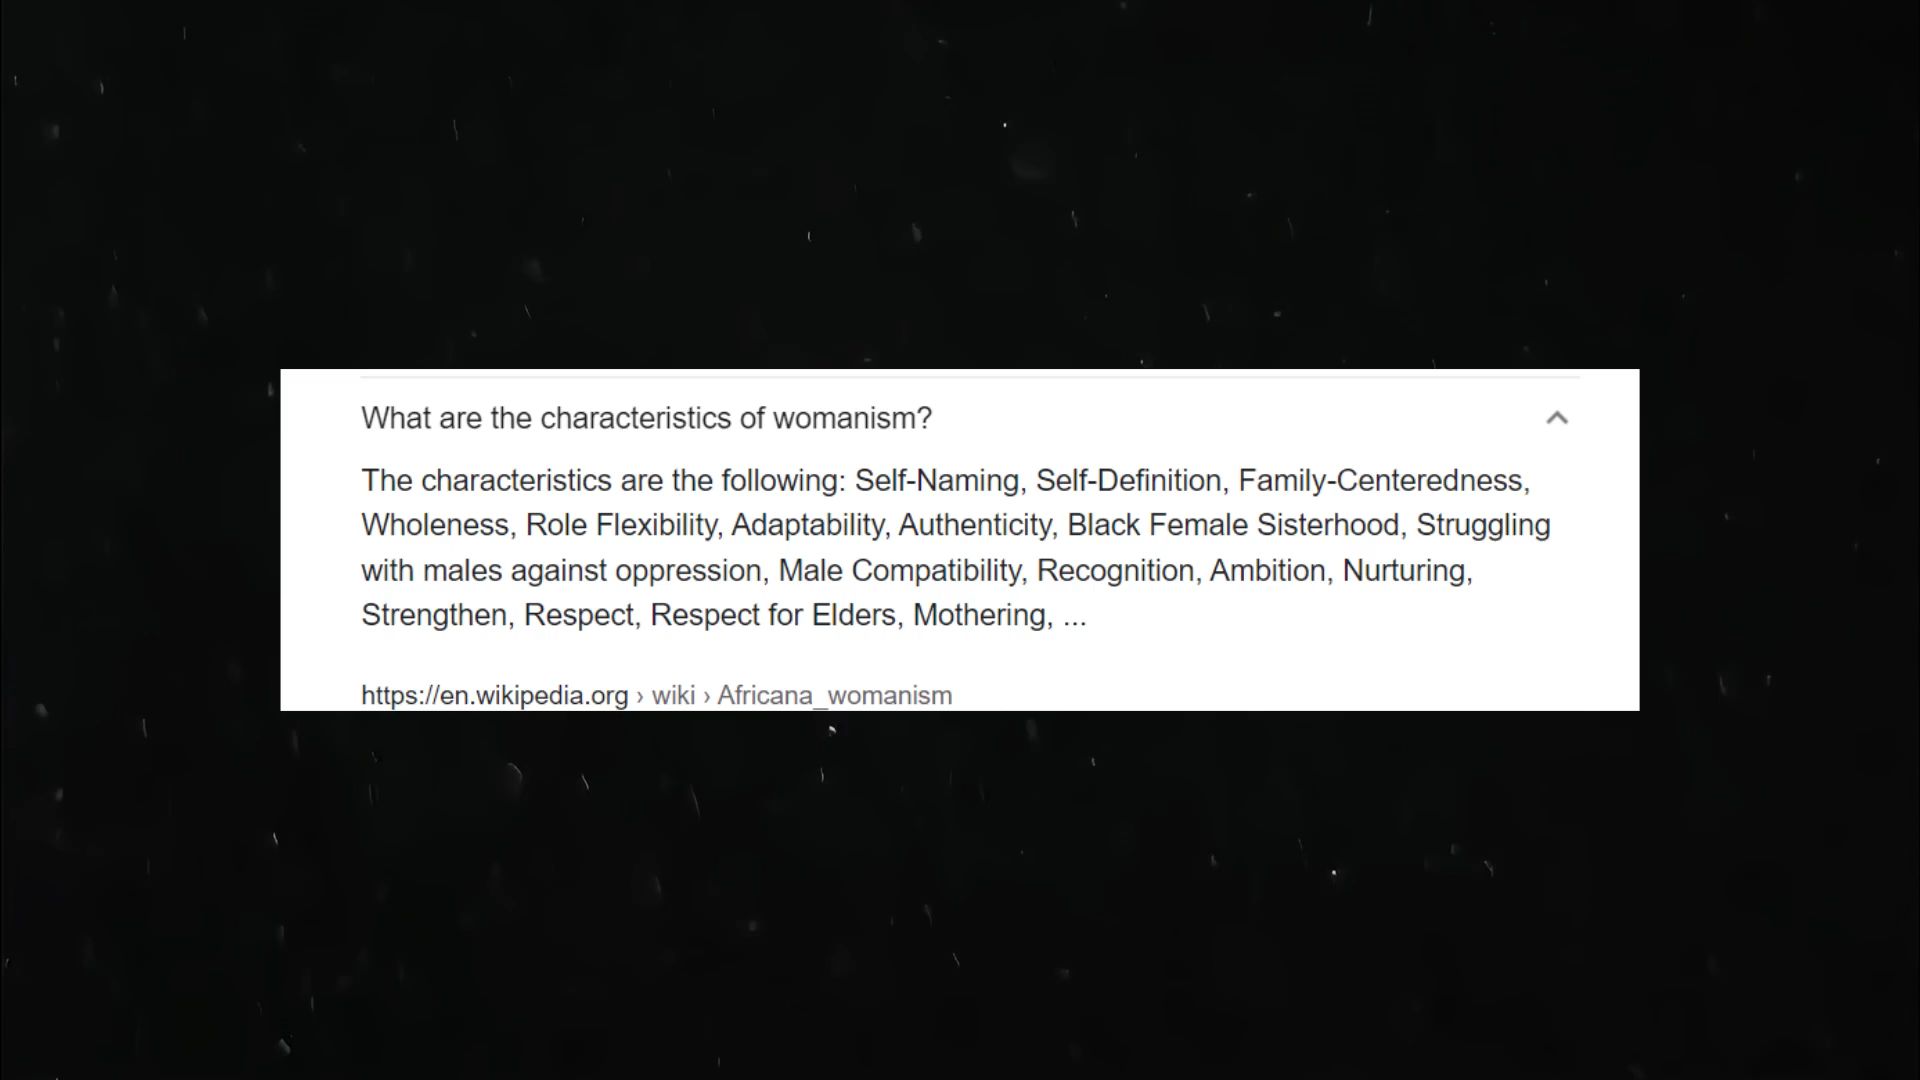 What are the characteristics of womanism?
The characteristics are the following: Self-Naming, Self-Definition, Family-Centeredness,
Wholeness, Role Flexibility, Adaptability, Authenticity, Black Female Sisterhood, Struggling
with males against oppression, Male Compatibility, Recognition, Ambition, Nurturing,
Strengthen, Respect, Respect for Elders, Mothering, ...
https://en.wikipedia.org › wiki › Africana_womanism